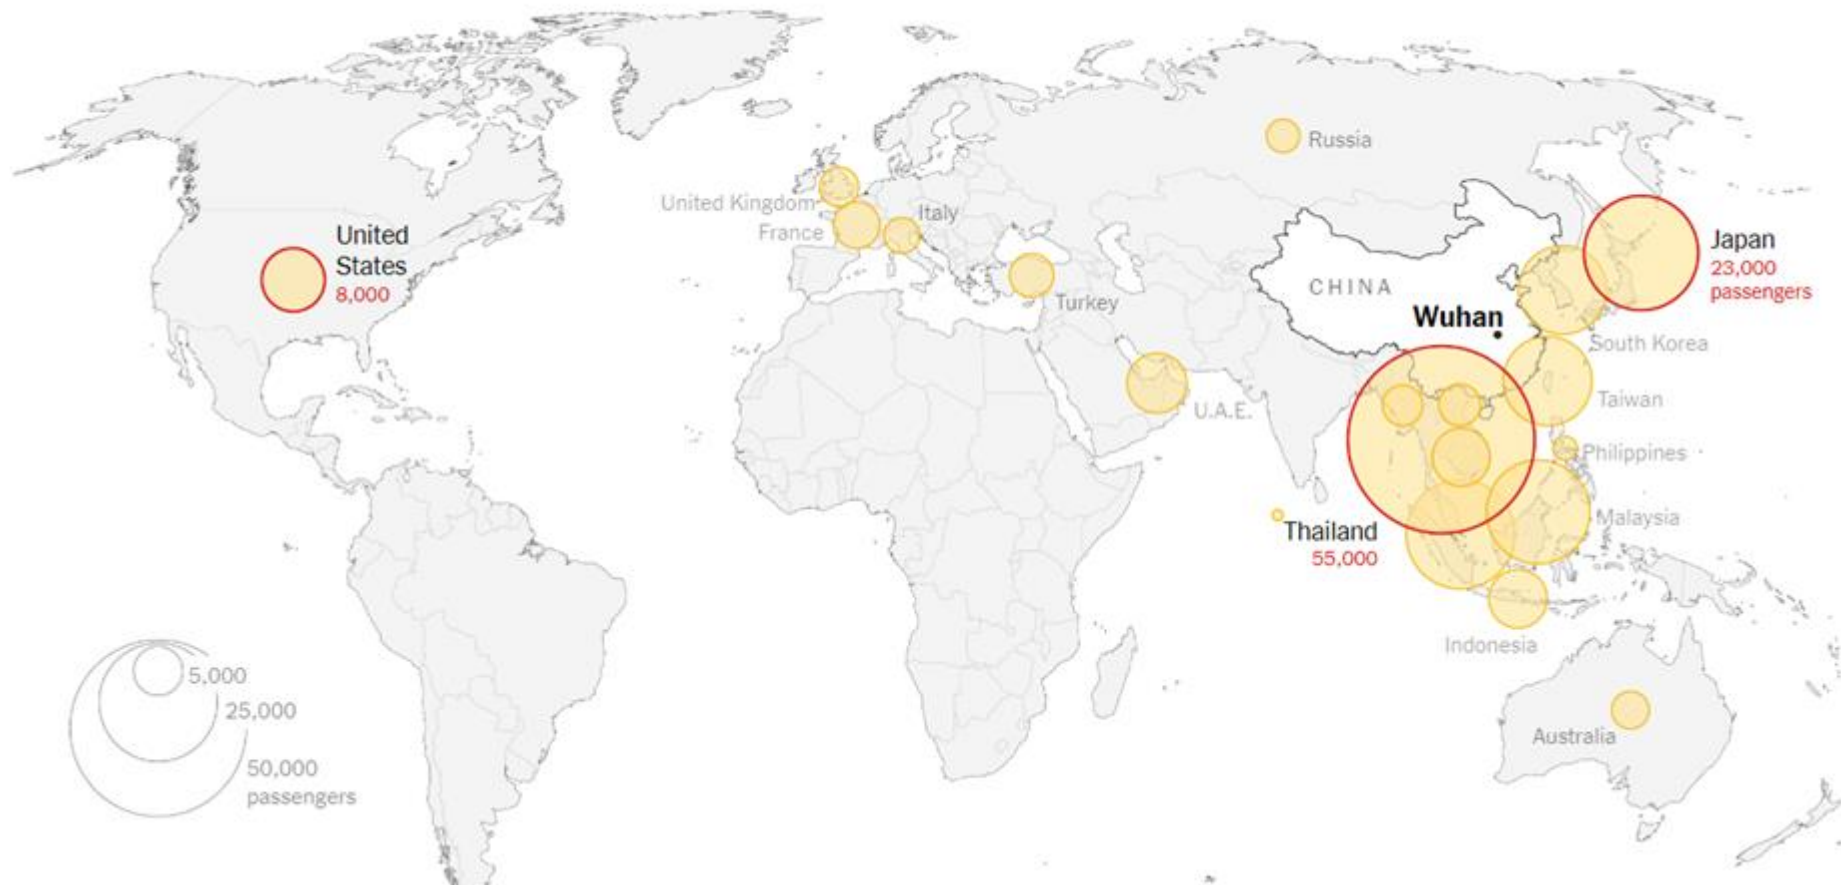 Russia
United Kingdom
Italy
France
United
States
8,000
Turkey
CHINA
Japan
23,000
passengers
Wuhan
South Korea
U.A.E.
Taiwan
Philippines
Malaysia
Thailand
55,000
Indonesia
Australia
5,000
25,000
50,000
passengers